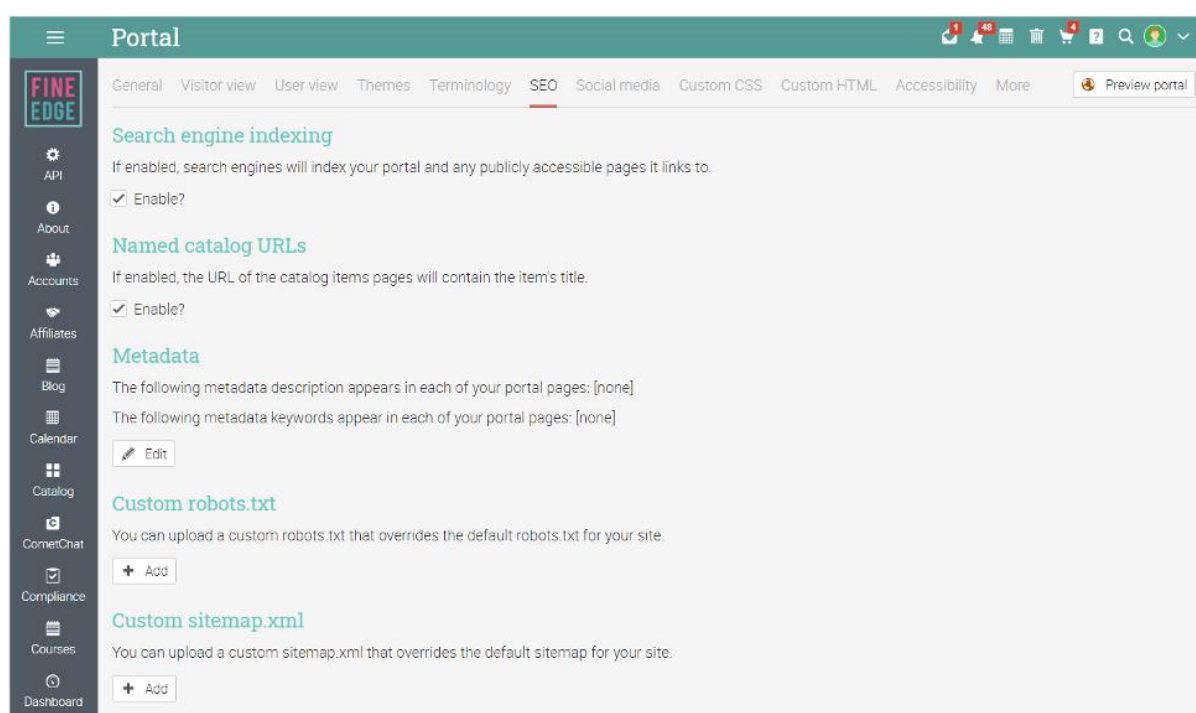 Portal
1
48
4
FINE
EDGE
General Visitor view User view Themes Terminology SEO Social media Custom CSS Custom HTML Accessibility More Preview portal
API
About
Accounts
Affiliates
Blog
Calendar
Catalog
CometChat
Compliance
Courses
Dashboard
Search engine indexing
If enabled, search engines will index your portal and any publicly accessible pages it links to.
Enable?
Named catalog URLs
If enabled, the URL of the catalog items pages will contain the item's title.
Enable?
Metadata
The following metadata description appears in each of your portal pages: [none]
The following metadata keywords appear in each of your portal pages: [none]
Edit
Custom robots.txt
You can upload a custom robots.txt that overrides the default robots.txt for your site.
+ Add
Custom sitemap.xml
You can upload a custom sitemap.xml that overrides the default sitemap for your site.
+ Add